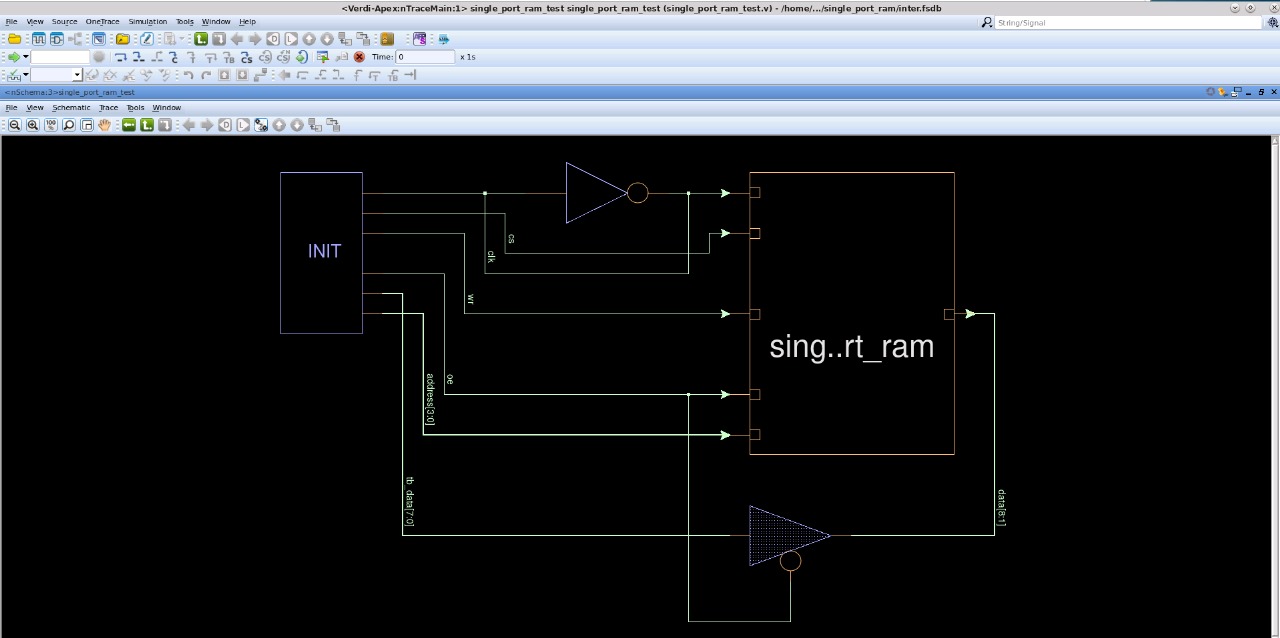 <Verdi-Apex:nTraceMain:1> single_port_ram_test single_port_ram_test (single_port_ram_test.v) - /home/.../single_port_ram/inter.fsdb
File View Source OneTrace Simulation Tools Window Help
String/Signal
Time: 0 x 1s
<nSchema:3>single_port_ram_test
File View Schematic Trace Tools Window
100
INIT
cs
clk
wr
sing..rt_ram
oe
address[3:0]
tb_data[7:0]
data[8:1]